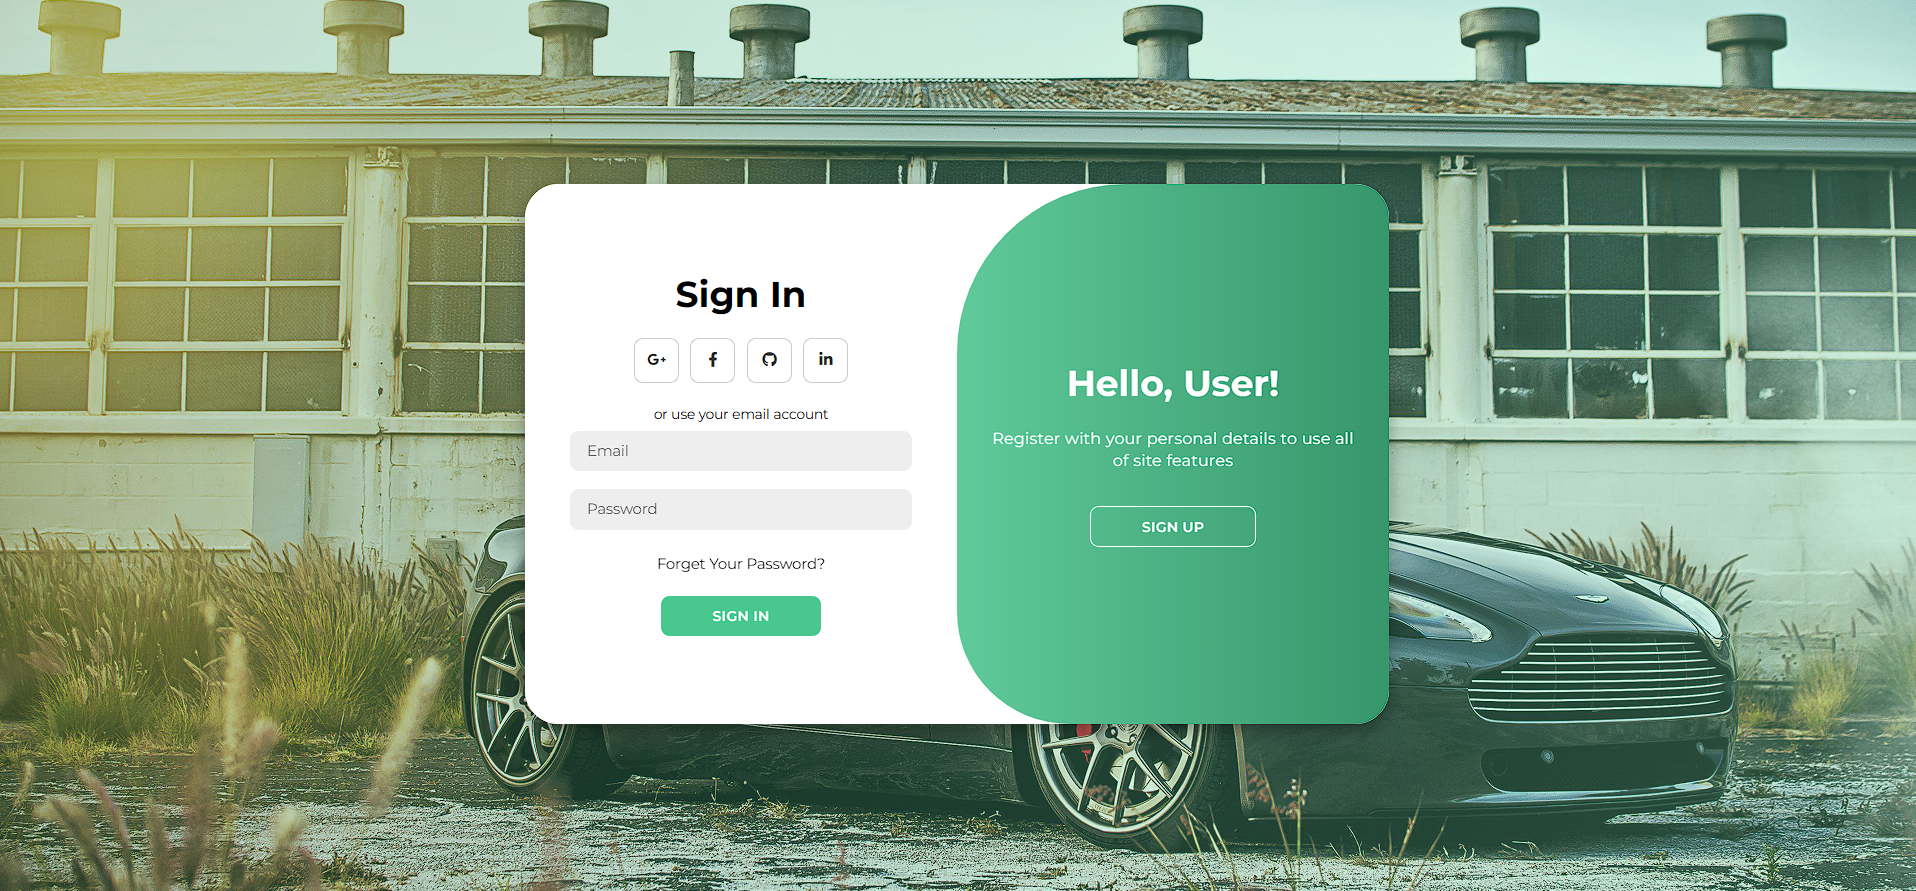 Sign In
G+
f
in
or use your email account
Email
Password
Forget Your Password?
SIGN IN
Hello, User!
Register with your personal details to use all
of site features
SIGN UP